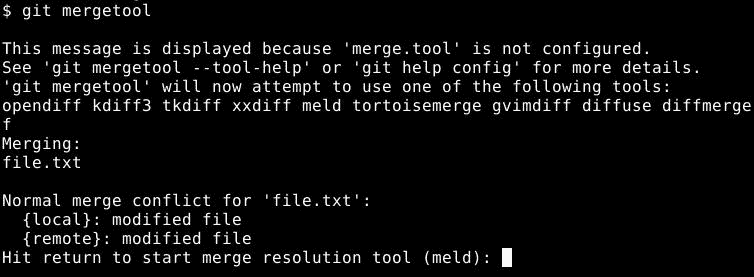 $ git mergetool
This message is displayed because 'merge.tool' is not configured.
See 'git mergetool --tool-help' or 'git help config' for more details.
'git mergetool' will now attempt to use one of the following tools:
opendiff kdiff3 tkdiff xxdiff meld tortoisemerge gvimdiff diffuse diffmerge
f
Merging:
file.txt
Normal merge conflict for 'file.txt':
{local}: modified file
{remote}: modified file
Hit return to start merge resolution tool (meld):